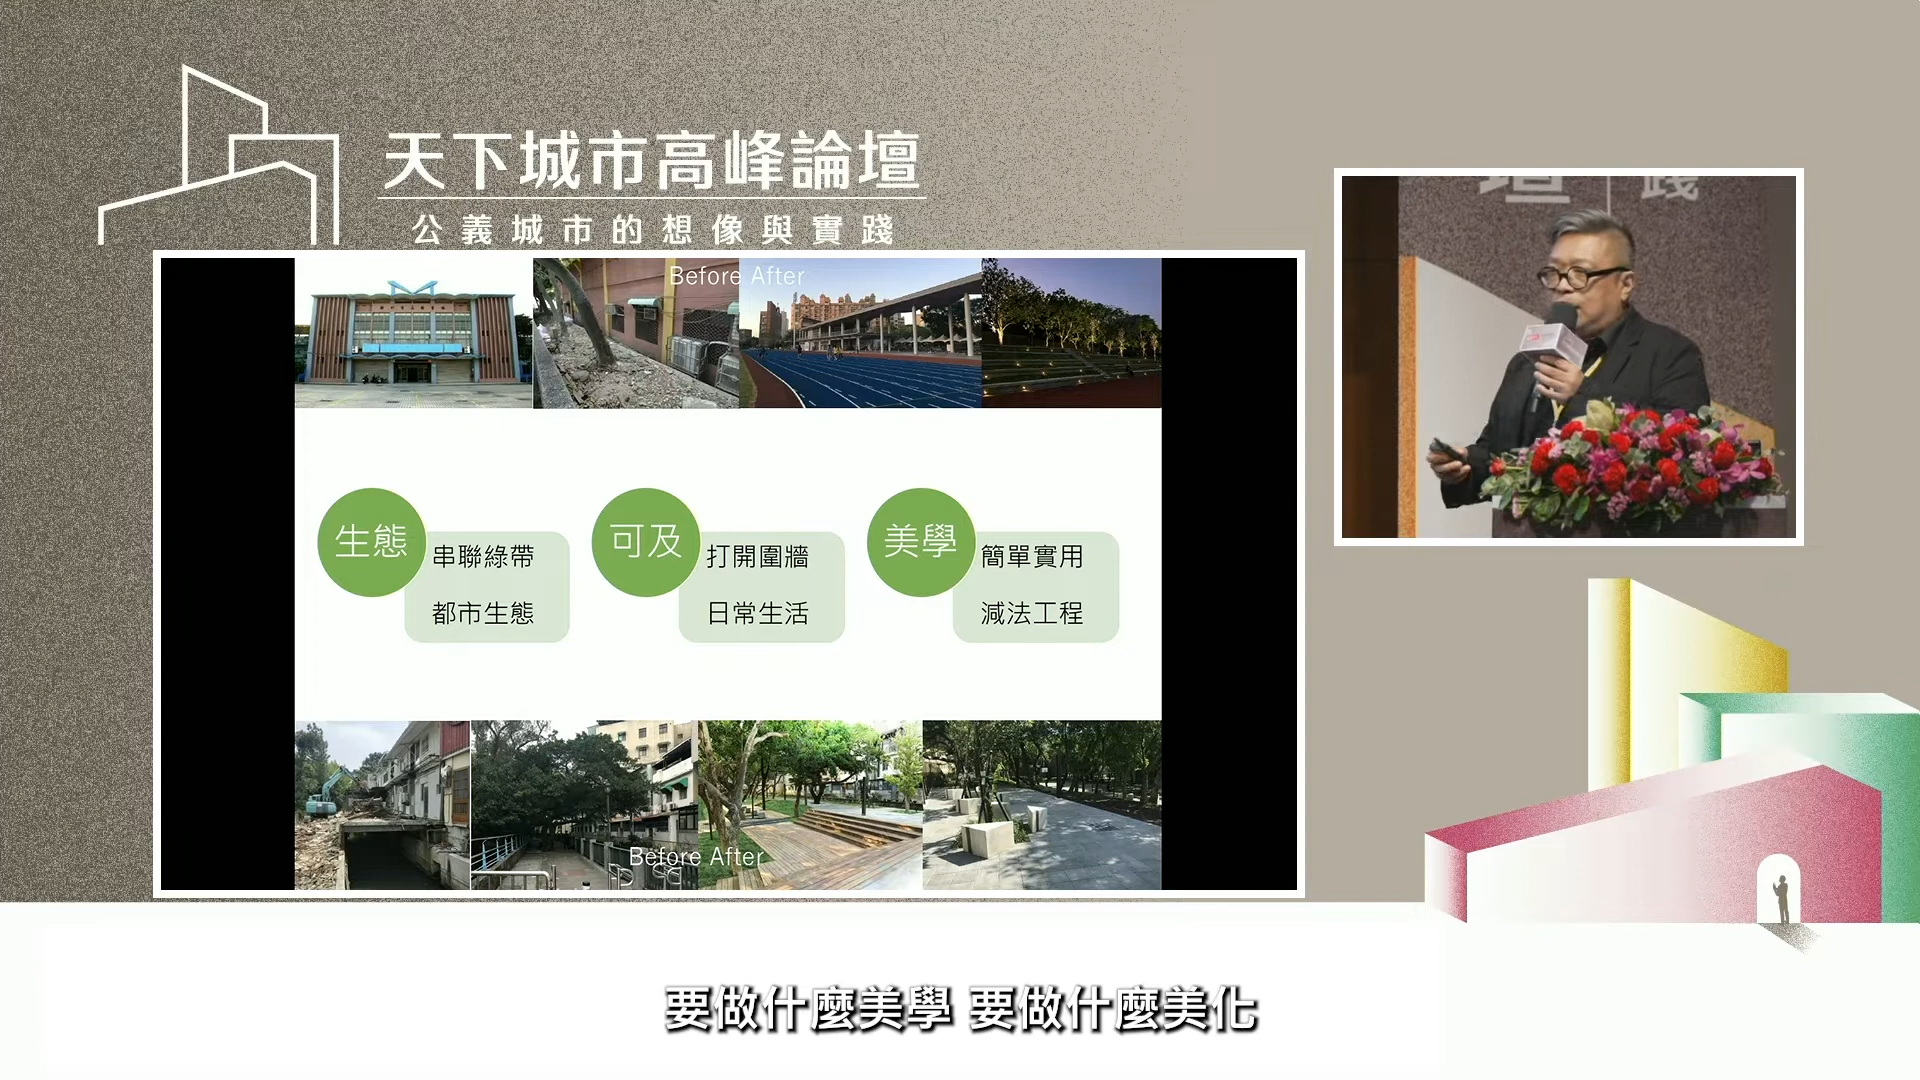 天下城市高峰論壇
公義城市的想像與實踐
壇 踐
Before After
生態
串聯綠帶
都市生態
可及
打開圍牆
日常生活
美學
簡單實用
減法工程
Before After
要做什麼美學 要做什麼美化